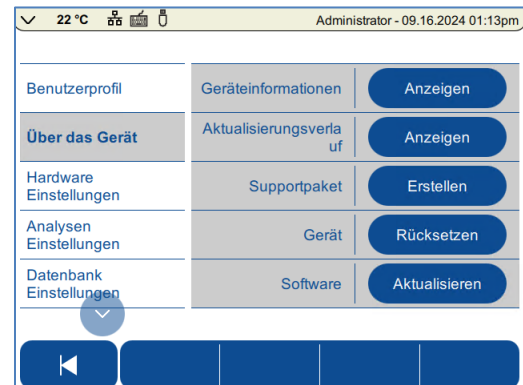 22 °C
Administrator - 09.16.2024 01:13pm
Benutzerprofil
Geräteinformationen
Anzeigen
Über das Gerät
Aktualisierungsverla
uf
Anzeigen
Hardware
Einstellungen
Supportpaket
Erstellen
Analysen
Einstellungen
Gerät
Rücksetzen
Datenbank
Einstellungen
Software
Aktualisieren